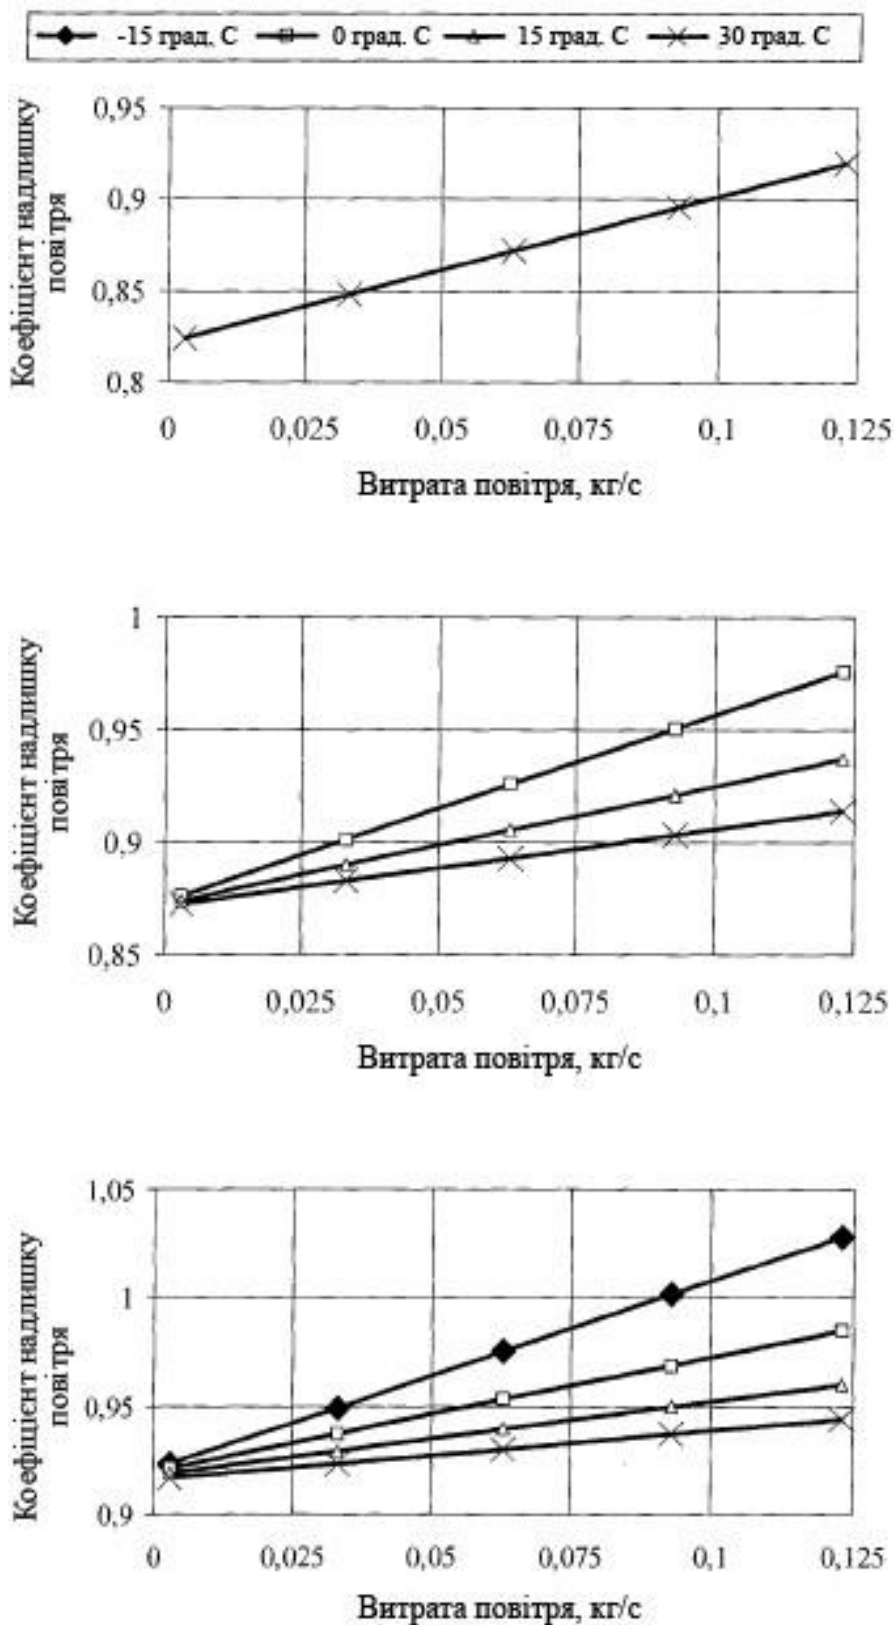 -15 град. С 0 град. С 15 град. С 30 град. С
Коефіцієнт надлишку
повітря
0,95
0,9
0,85
0,8
0 0,025 0,05 0,075 0,1 0,125
Витрата повітря, кг/с
Коефіцієнт надлишку
повітря
1
0,95
0,9
0,85
0 0,025 0,05 0,075 0,1 0,125
Витрата повітря, кг/с
Коефіцієнт надлишку
повітря
1,05
1
0,95
0,9
0 0,025 0,05 0,075 0,1 0,125
Витрата повітря, кг/с